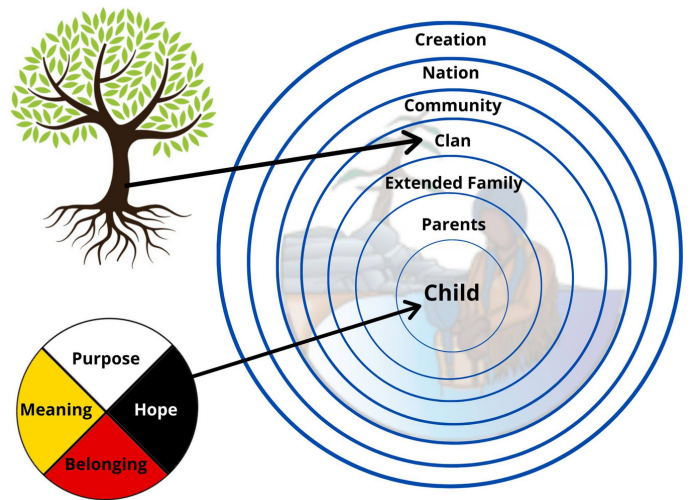 Creation
Nation
Community
Clan
Extended Family
Parents
Child
Purpose
Meaning
Hope
Belonging